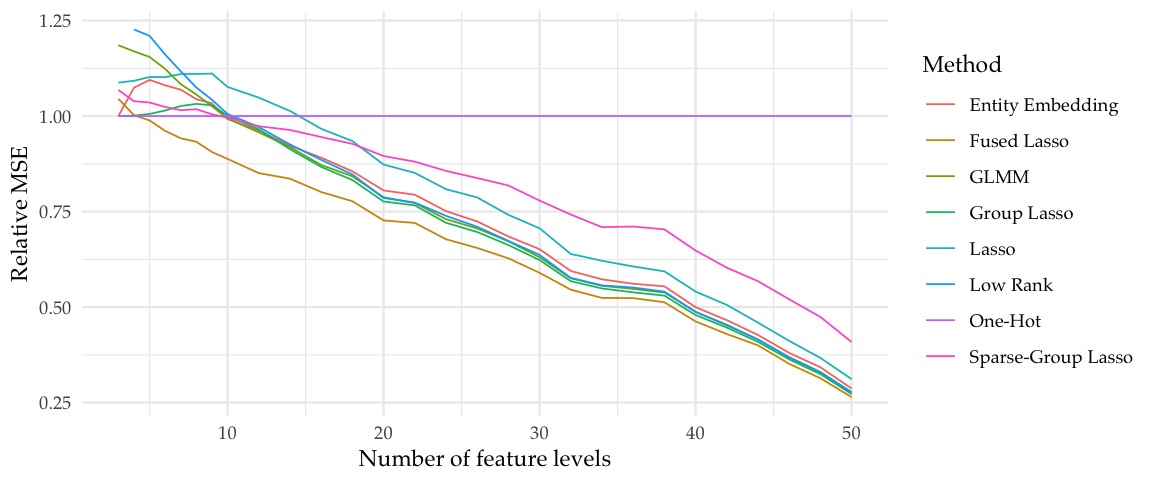 1.25
1.00
0.75
0.50
0.25
Relative MSE
10 20 30 40 50
Number of feature levels
Method
Entity Embedding
Fused Lasso
GLMM
Group Lasso
Lasso
Low Rank
One-Hot
Sparse-Group Lasso